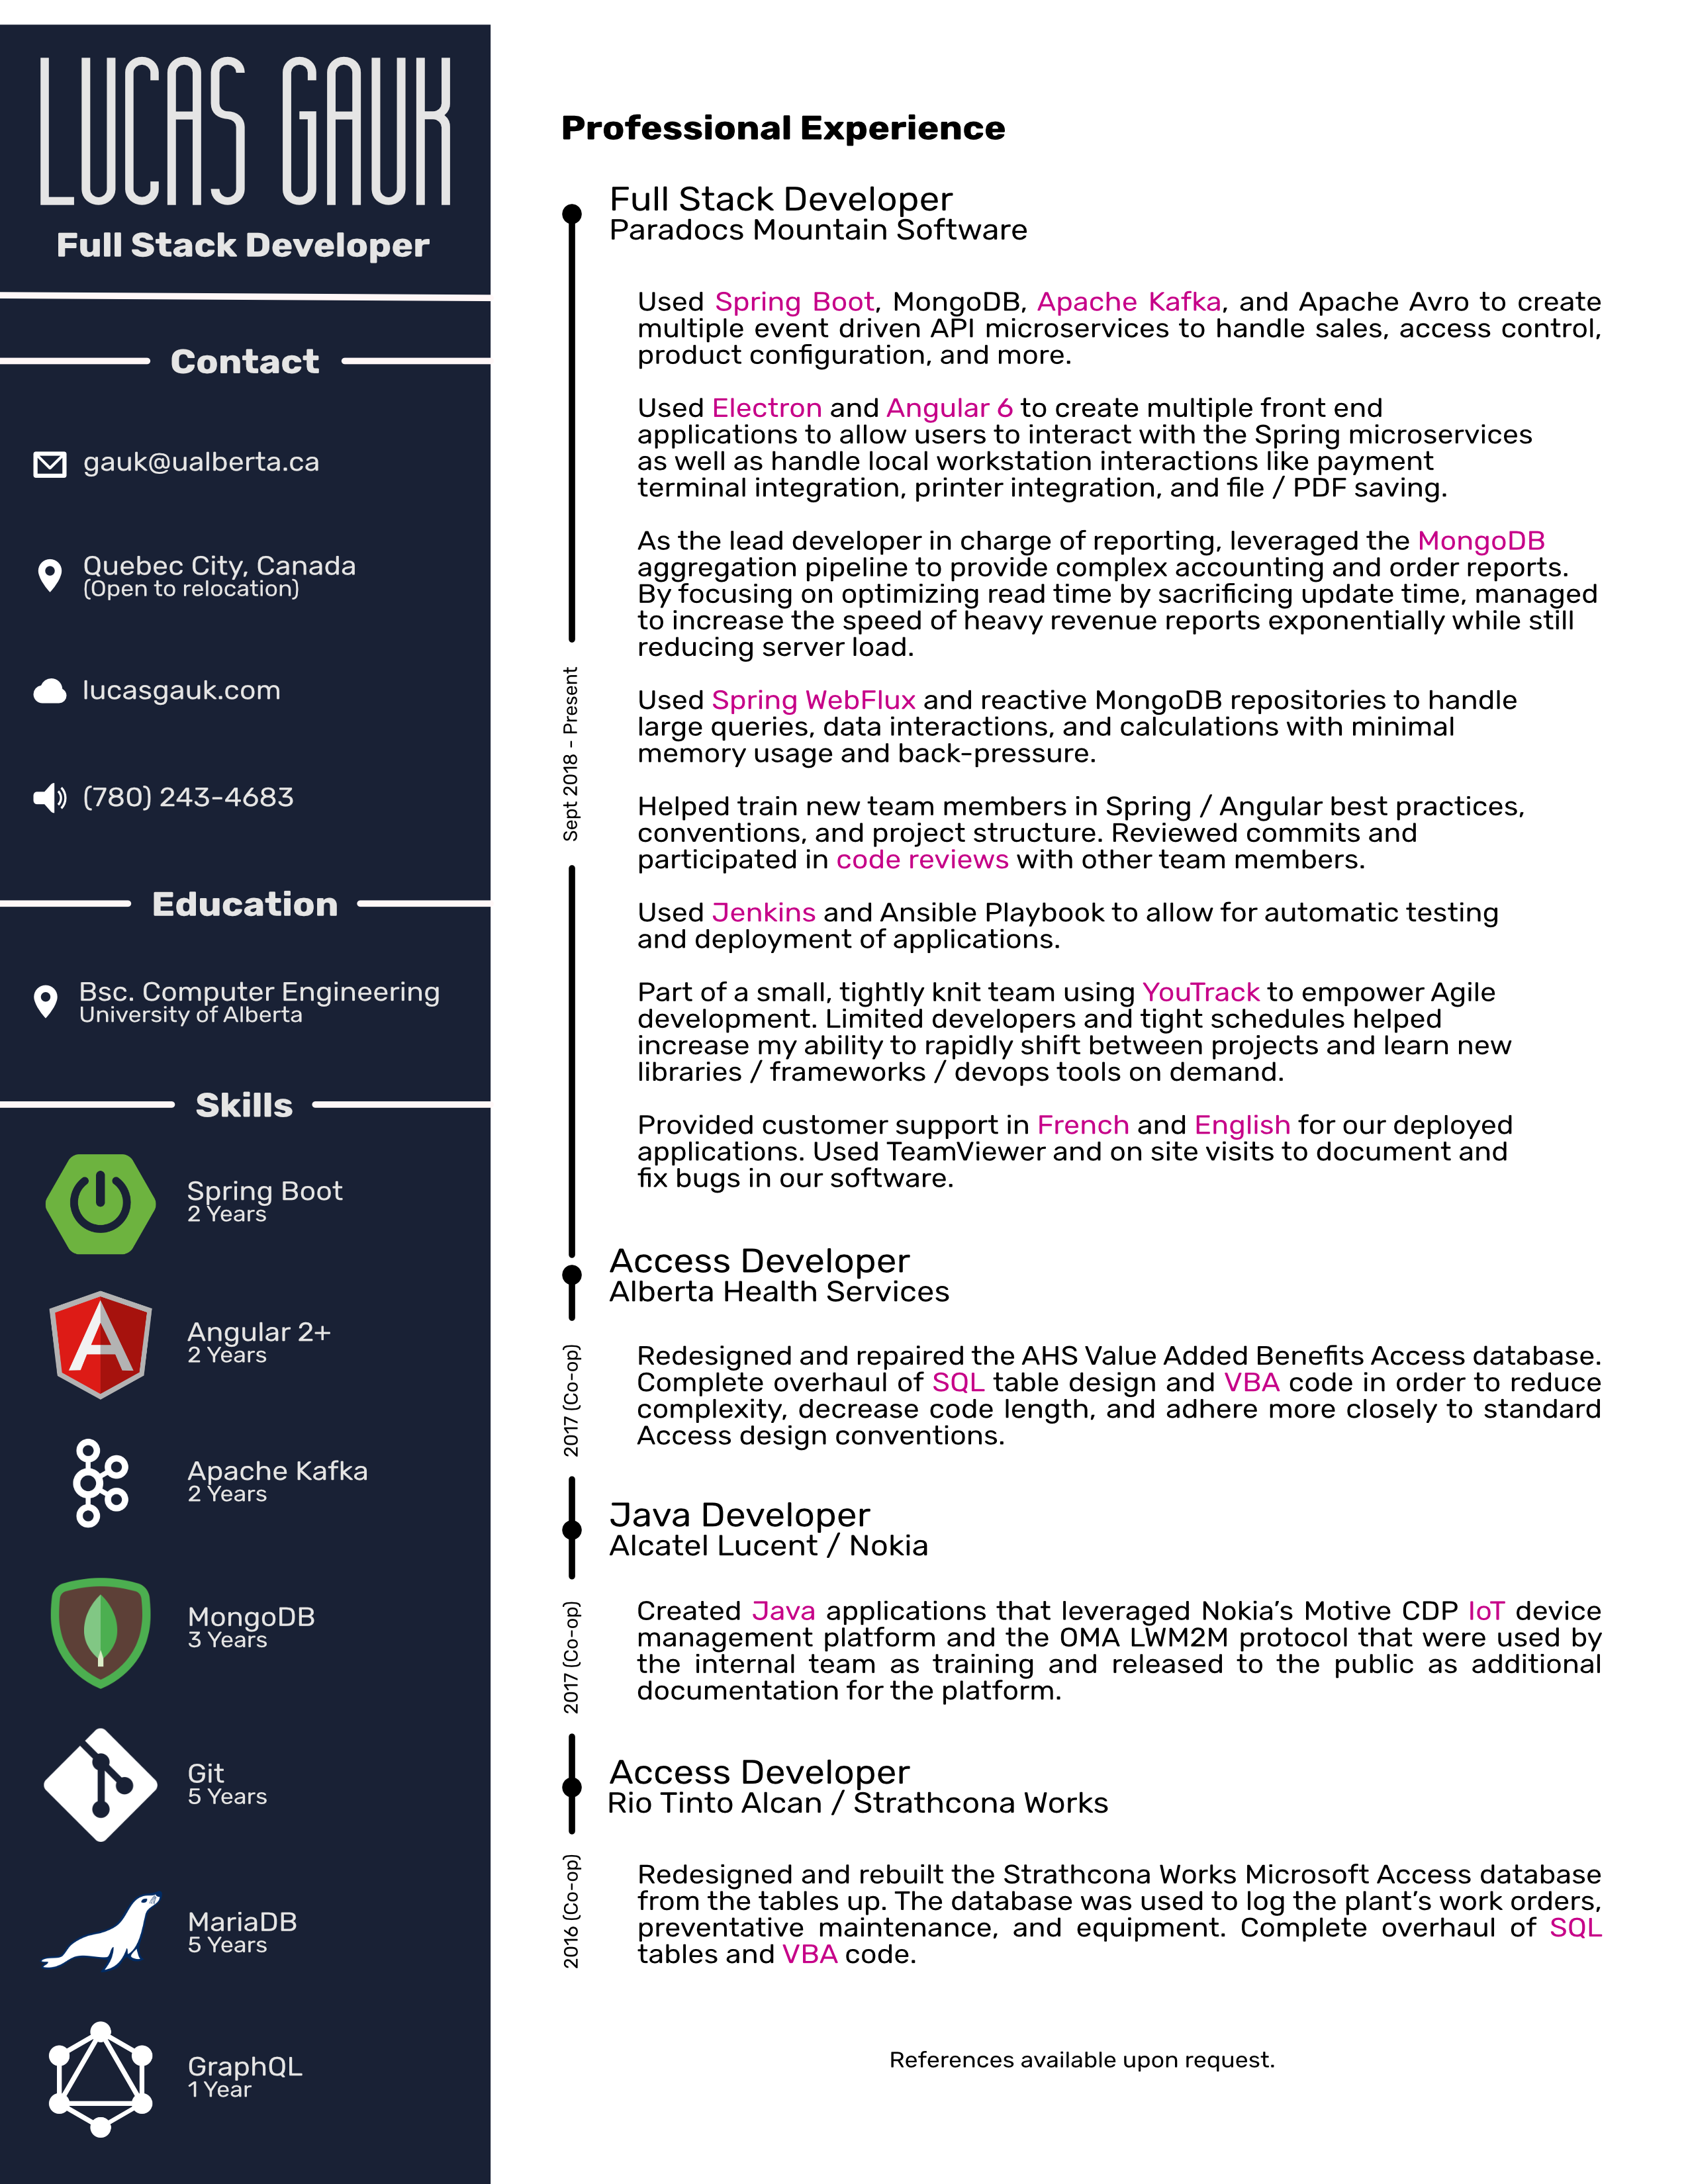 LUCAS GAUK
Full Stack Developer
Contact
gauk@ualberta.ca
Quebec City, Canada
(Open to relocation)
lucasgauk.com
(780) 243-4683
Education
Bsc. Computer Engineering
University of Alberta
Skills
Spring Boot
2 Years
Angular 2+
2 Years
Apache Kafka
2 Years
MongoDB
3 Years
Git
5 Years
MariaDB
5 Years
GraphQL
1 Year
Professional Experience
Full Stack Developer
Paradocs Mountain Software
Sept 2018 - Present
Used Spring Boot, MongoDB, Apache Kafka, and Apache Avro to create
multiple event driven API microservices to handle sales, access control,
product configuration, and more.
Used Electron and Angular 6 to create multiple front end
applications to allow users to interact with the Spring microservices
as well as handle local workstation interactions like payment
terminal integration, printer integration, and file / PDF saving.
As the lead developer in charge of reporting, leveraged the MongoDB
aggregation pipeline to provide complex accounting and order reports.
By focusing on optimizing read time by sacrificing update time, managed
to increase the speed of heavy revenue reports exponentially while still
reducing server load.
Used Spring WebFlux and reactive MongoDB repositories to handle
large queries, data interactions, and calculations with minimal
memory usage and back-pressure.
Helped train new team members in Spring / Angular best practices,
conventions, and project structure. Reviewed commits and
participated in code reviews with other team members.
Used Jenkins and Ansible Playbook to allow for automatic testing
and deployment of applications.
Part of a small, tightly knit team using YouTrack to empower Agile
development. Limited developers and tight schedules helped
increase my ability to rapidly shift between projects and learn new
libraries / frameworks / devops tools on demand.
Provided customer support in French and English for our deployed
applications. Used TeamViewer and on site visits to document and
fix bugs in our software.
Access Developer
Alberta Health Services
2017 (Co-op)
Redesigned and repaired the AHS Value Added Benefits Access database.
Complete overhaul of SQL table design and VBA code in order to reduce
complexity, decrease code length, and adhere more closely to standard
Access design conventions.
Java Developer
Alcatel Lucent / Nokia
2017 (Co-op)
Created Java applications that leveraged Nokia's Motive CDP IoT device
management platform and the OMA LWM2M protocol that were used by
the internal team as training and released to the public as additional
documentation for the platform.
Access Developer
Rio Tinto Alcan / Strathcona Works
2016 (Co-op)
Redesigned and rebuilt the Strathcona Works Microsoft Access database
from the tables up. The database was used to log the plant's work orders,
preventative maintenance, and equipment. Complete overhaul of SQL
tables and VBA code.
References available upon request.